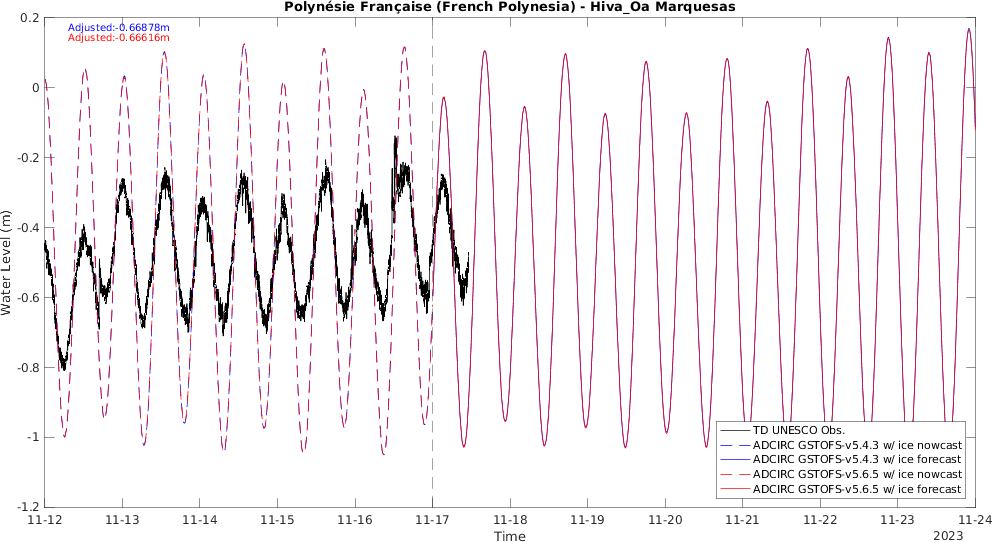 Polynésie Française (French Polynesia) - Hiva_Oa Marquesas
Adjusted:-0.66878m
Adjusted:-0.66616m
0.2
0
-0.2
-0.4
-0.6
-0.8
-1
-1.2
Water Level (m)
TD UNESCO Obs.
ADCIRC GSTOFS-v5.4.3 w/ ice nowcast
ADCIRC GSTOFS-v5.4.3 w/ ice forecast
ADCIRC GSTOFS-v5.6.5 w/ ice nowcast
ADCIRC GSTOFS-v5.6.5 w/ ice forecast
11-12 11-13 11-14 11-15 11-16 11-17 11-18 11-19 11-20 11-21 11-22 11-23 11-24
Time
2023